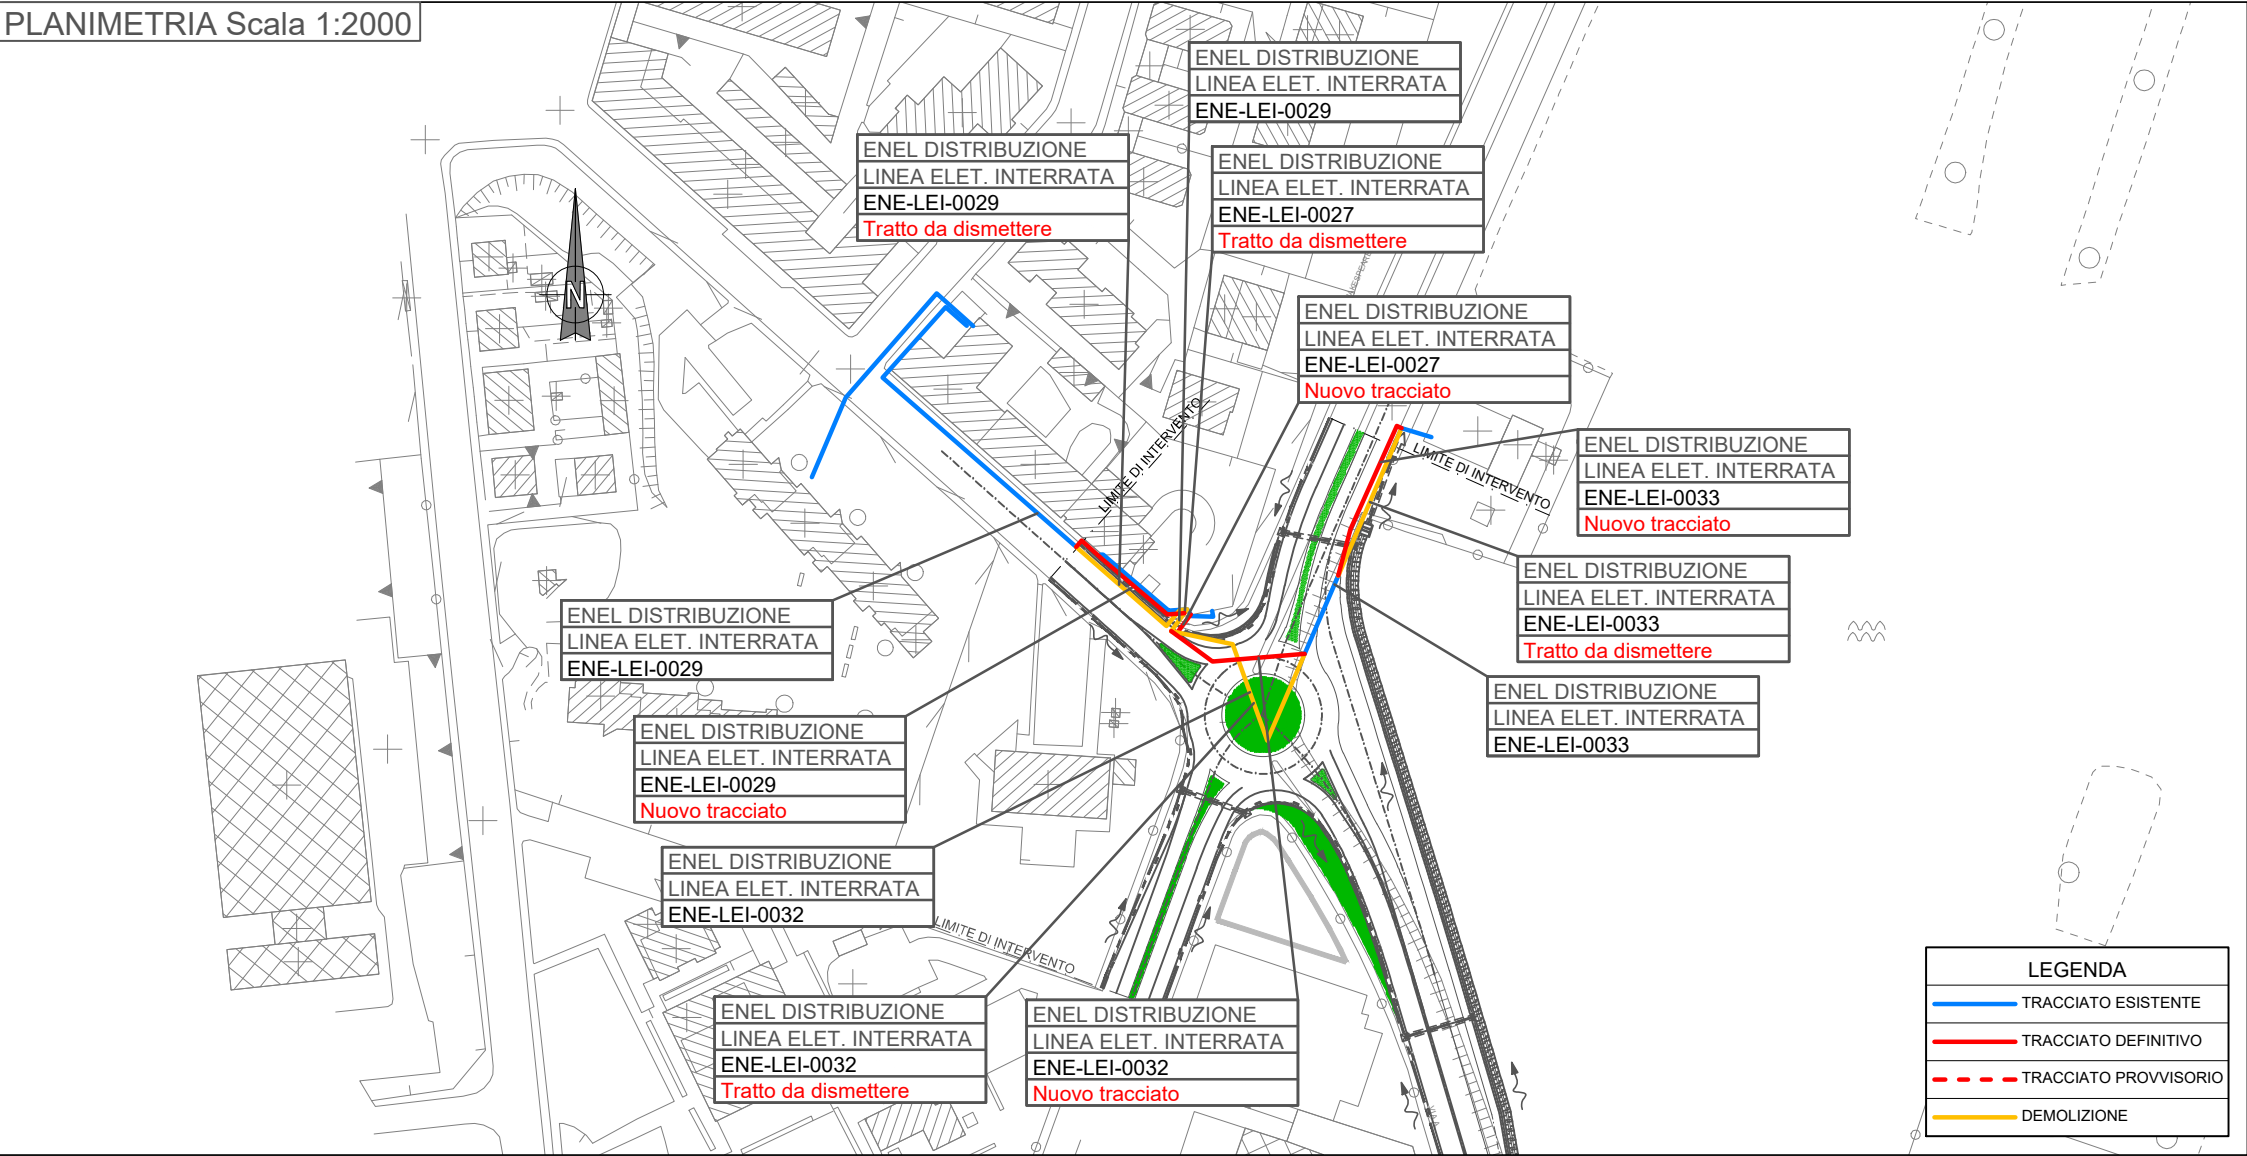 PLANIMETRIA Scala 1:2000
ENEL DISTRIBUZIONE
LINEA ELET. INTERRATA
ENE-LEI-0029
ENEL DISTRIBUZIONE
LINEA ELET. INTERRATA
ENE-LEI-0029
Tratto da dismettere
ENEL DISTRIBUZIONE
LINEA ELET. INTERRATA
ENE-LEI-0027
Tratto da dismettere
N
ENEL DISTRIBUZIONE
LINEA ELET. INTERRATA
ENE-LEI-0027
Nuovo tracciato
LIMITE DI INTERVENTO
LIMITE DI INTERVENTO
ENEL DISTRIBUZIONE
LINEA ELET. INTERRATA
ENE-LEI-0033
Nuovo tracciato
ENEL DISTRIBUZIONE
LINEA ELET. INTERRATA
ENE-LEI-0033
Tratto da dismettere
ENEL DISTRIBUZIONE
LINEA ELET. INTERRATA
ENE-LEI-0029
ENEL DISTRIBUZIONE
LINEA ELET. INTERRATA
ENE-LEI-0033
ENEL DISTRIBUZIONE
LINEA ELET. INTERRATA
ENE-LEI-0029
Nuovo tracciato
ENEL DISTRIBUZIONE
LINEA ELET. INTERRATA
ENE-LEI-0032
LIMITE DI INTERVENTO
ENEL DISTRIBUZIONE
LINEA ELET. INTERRATA
ENE-LEI-0032
Tratto da dismettere
ENEL DISTRIBUZIONE
LINEA ELET. INTERRATA
ENE-LEI-0032
Nuovo tracciato
LEGENDA
TRACCIATO ESISTENTE
TRACCIATO DEFINITIVO
TRACCIATO PROVVISORIO
DEMOLIZIONE